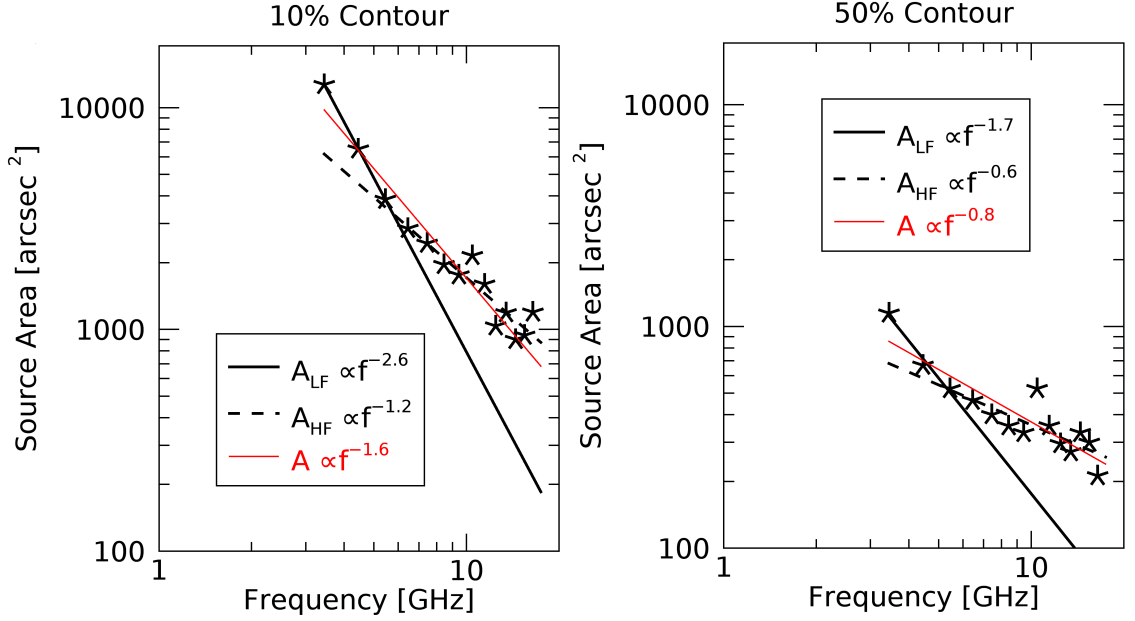 10% Contour
10000
1000
100
1
10
Frequency [GHz]
Source Area [arcsec ²]
A_LF ∝f^−2.6
A_HF ∝f^−1.2
A ∝f^−1.6
50% Contour
10000
1000
100
1
10
Frequency [GHz]
Source Area [arcsec ²]
A_LF ∝f^−1.7
A_HF ∝f^−0.6
A ∝f^−0.8